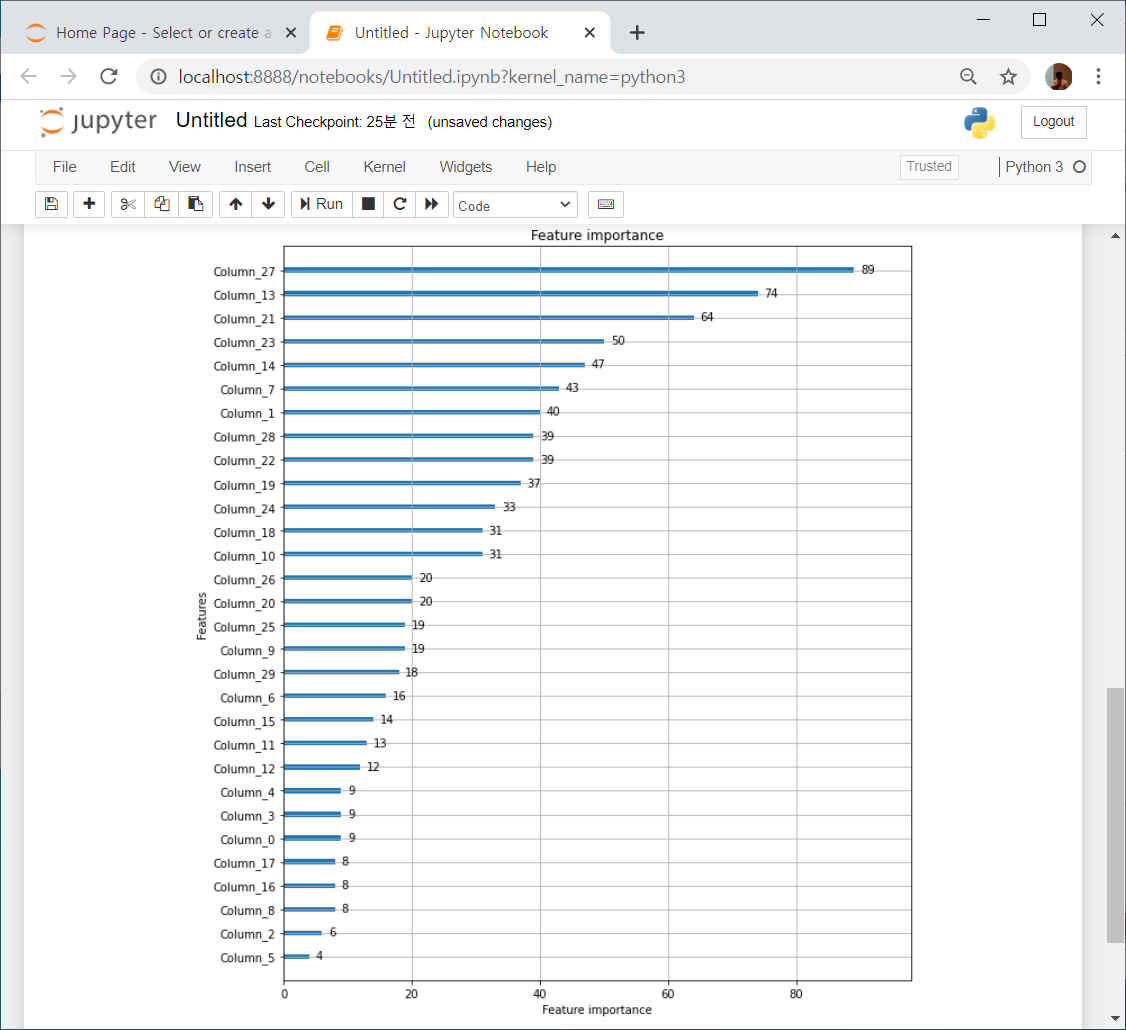 Home Page - Select or create a
Untitled - Jupyter Notebook
localhost:8888/notebooks/Untitled.ipynb?kernel_name=python3
jupyter Untitled Last Checkpoint: 25분 전 (unsaved changes)
Logout
File Edit View Insert Cell Kernel Widgets Help
Trusted
Python 3
Run
Code
Feature importance
Column_27 89
Column_13 74
Column_21 64
Column_23 50
Column_14 47
Column_7 43
Column_1 40
Column_28 39
Column_22 39
Column_19 37
Column_24 33
Column_18 31
Column_10 31
Column_26 20
Column_20 20
Column_25 19
Column_9 19
Column_29 18
Column_6 16
Column_15 14
Column_11 13
Column_12 12
Column_4 9
Column_3 9
Column_0 9
Column_17 8
Column_16 8
Column_8 8
Column_2 6
Column_5 4
Features
0 20 40 60 80
Feature importance